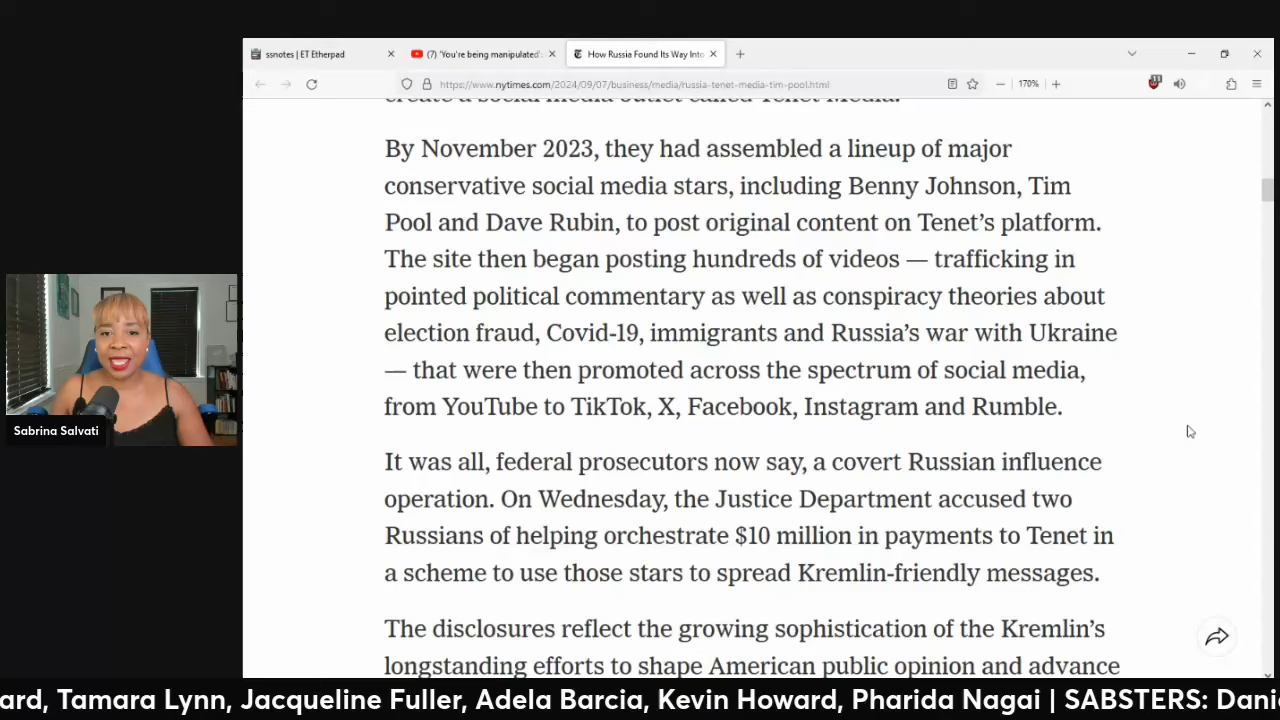 ssnotes | ET Etherpad
(7) 'You're being manipulated':
How Russia Found Its Way Into
https://www.nytimes.com/2024/09/07/business/media/russia-tenet-media-tim-pool.html
170%
create a social media outlet called Tenet Media.
By November 2023, they had assembled a lineup of major
conservative social media stars, including Benny Johnson, Tim
Pool and Dave Rubin, to post original content on Tenet’s platform.
The site then began posting hundreds of videos — trafficking in
pointed political commentary as well as conspiracy theories about
election fraud, Covid-19, immigrants and Russia’s war with Ukraine
— that were then promoted across the spectrum of social media,
from YouTube to TikTok, X, Facebook, Instagram and Rumble.
It was all, federal prosecutors now say, a covert Russian influence
operation. On Wednesday, the Justice Department accused two
Russians of helping orchestrate $10 million in payments to Tenet in
a scheme to use those stars to spread Kremlin-friendly messages.
The disclosures reflect the growing sophistication of the Kremlin’s
longstanding efforts to shape American public opinion and advance
Sabrina Salvati
ard, Tamara Lynn, Jacqueline Fuller, Adela Barcia, Kevin Howard, Pharida Nagai | SABSTERS: Dani